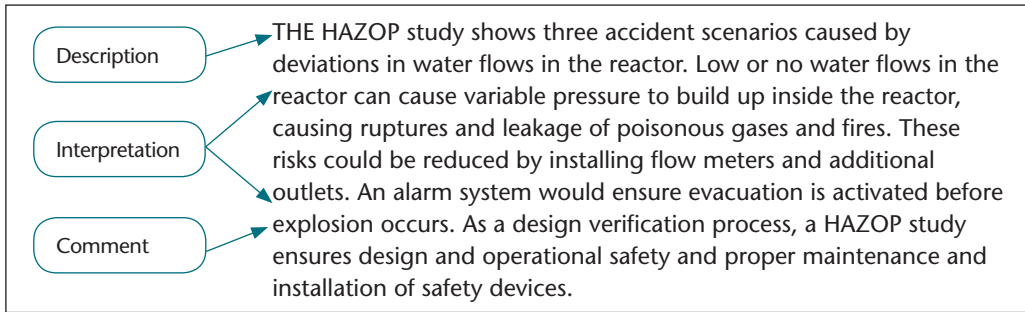 Description
Interpretation
Comment
THE HAZOP study shows three accident scenarios caused by
deviations in water flows in the reactor. Low or no water flows in the
reactor can cause variable pressure to build up inside the reactor,
causing ruptures and leakage of poisonous gases and fires. These
risks could be reduced by installing flow meters and additional
outlets. An alarm system would ensure evacuation is activated before
explosion occurs. As a design verification process, a HAZOP study
ensures design and operational safety and proper maintenance and
installation of safety devices.